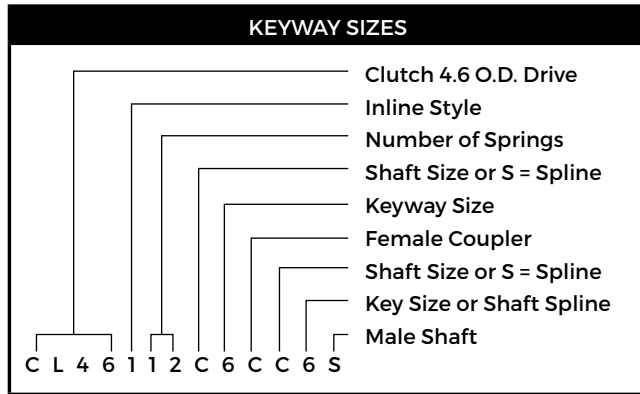 KEYWAY SIZES
Clutch 4.6 O.D. Drive
Inline Style
Number of Springs
Shaft Size or S = Spline
Keyway Size
Female Coupler
Shaft Size or S = Spline
Key Size or Shaft Spline
Male Shaft
C L 4 6 1 1 2 C 6 C C 6 S